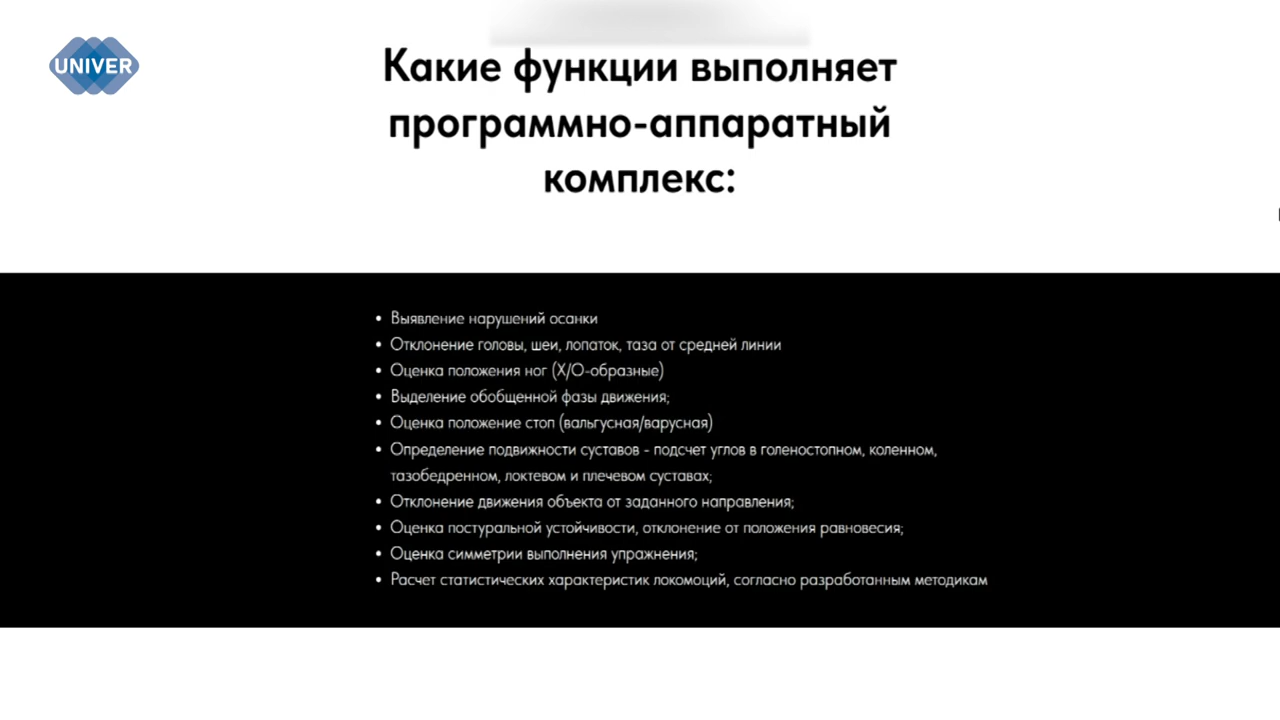 UNIVER
Какие функции выполняет
программно-аппаратный
комплекс:
• Выявление нарушений осанки
• Отклонение головы, шеи, лопаток, таза от средней линии
• Оценка положения ног (Х/О-образные)
• Выделение обобщенной фазы движения;
• Оценка положение стоп (вальгусная/варусная)
• Определение подвижности суставов - подсчет углов в голеностопном, коленном,
тазобедренном, локтевом и плечевом суставах;
• Отклонение движения объекта от заданного направления;
• Оценка постуральной устойчивости, отклонение от положения равновесия;
• Оценка симметрии выполнения упражнения;
• Расчет статистических характеристик локомоций, согласно разработанным методикам